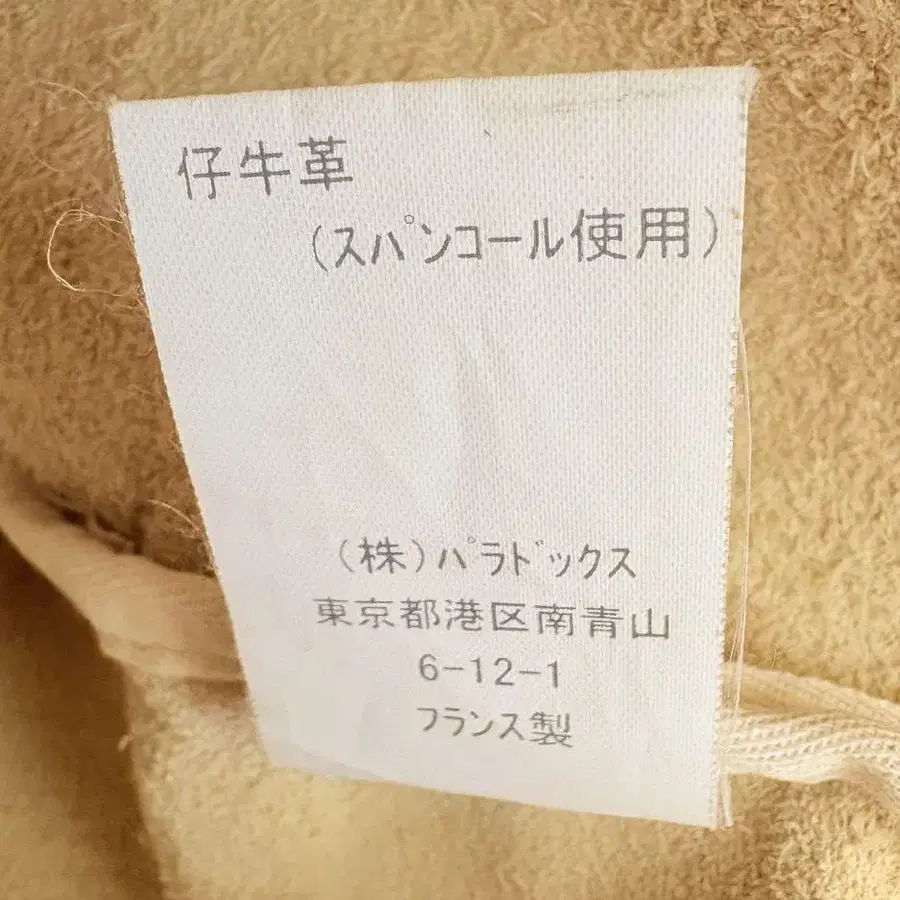 仔牛革
(スパンコール使用)
(株)パラドックス
東京都港区南青山
6-12-1
フランス製